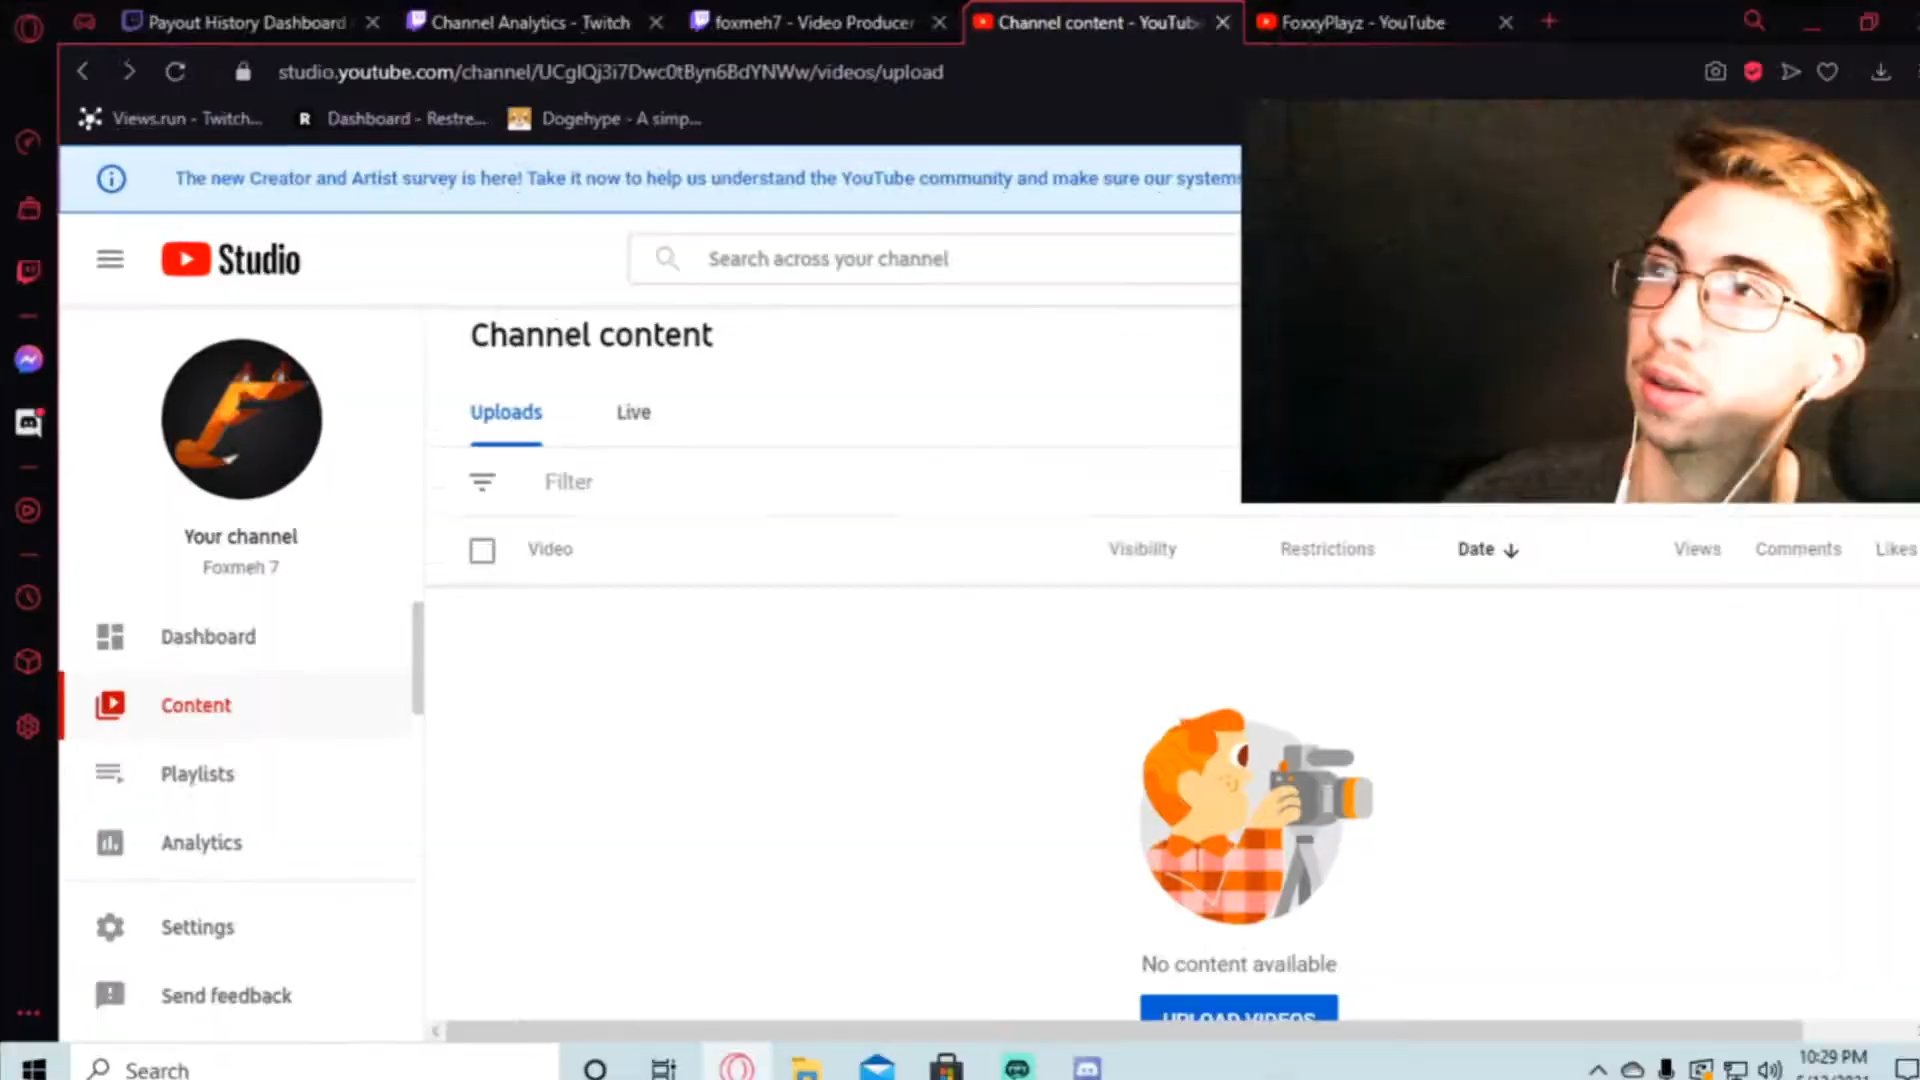 Payout History Dashboard
Channel Analytics - Twitch
foxmeh7 - Video Producer
Channel content - YouTube
FoxxyPlayz - YouTube
studio.youtube.com/channel/UCglQj3i7Dwc0tByn6BdYNWw/videos/upload
Views.run - Twitch...
R Dashboard - Restre...
Dogehype - A simp...
The new Creator and Artist survey is here! Take it now to help us understand the YouTube community and make sure our systems
Studio
Search across your channel
Channel content
Uploads
Live
Filter
Your channel
Foxmeh 7
Video
Visibility
Restrictions
Date
Views
Comments
Likes
Dashboard
Content
Playlists
Analytics
Settings
Send feedback
No content available
UPLOAD VIDEOS
Search
10:29 PM